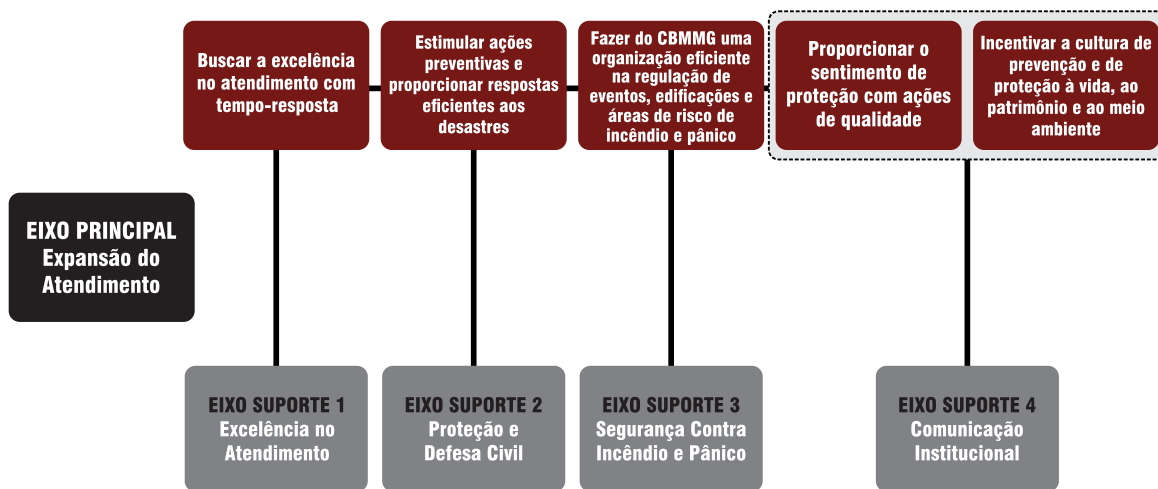 Buscar a excelência
no atendimento com
tempo-resposta
Estimular ações
preventivas e
proporcionar respostas
eficientes aos
desastres
Fazer do CBMMG uma
organização eficiente
na regulação de
eventos, edificações e
áreas de risco de
incêndio e pânico
Proporcionar o
sentimento de
proteção com ações
de qualidade
Incentivar a cultura de
prevenção e de
proteção à vida, ao
patrimônio e ao meio
ambiente
EIXO PRINCIPAL
Expansão do
Atendimento
EIXO SUPORTE 1
Excelência no
Atendimento
EIXO SUPORTE 2
Proteção e
Defesa Civil
EIXO SUPORTE 3
Segurança Contra
Incêndio e Pânico
EIXO SUPORTE 4
Comunicação
Institucional